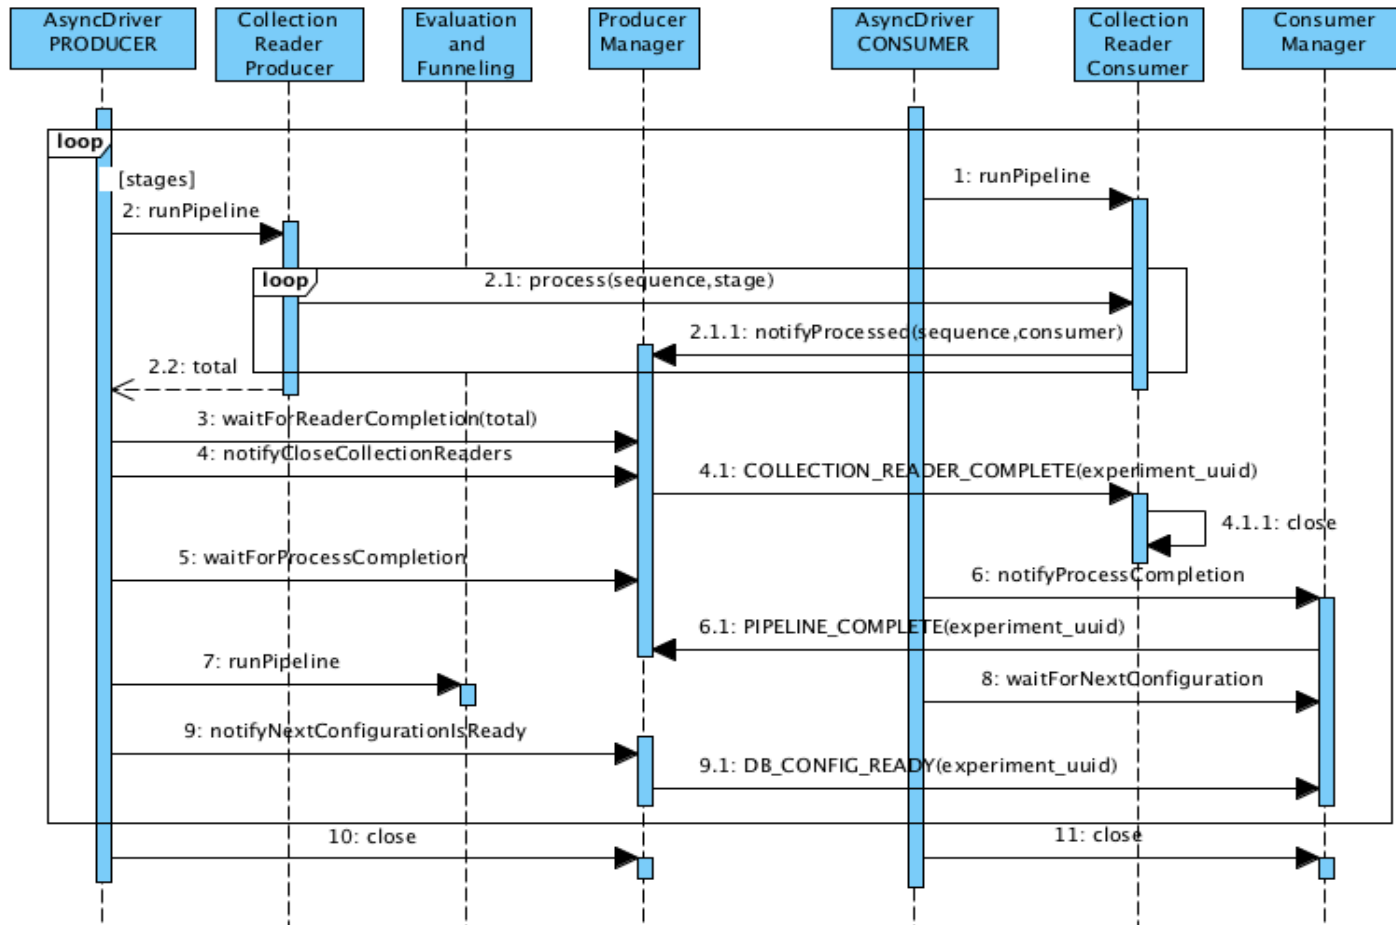 AsyncDriver
PRODUCER
Collection
Reader
Producer
Evaluation
and
Funneling
Producer
Manager
AsyncDriver
CONSUMER
Collection
Reader
Consumer
Consumer
Manager
loop
[stages]
1: runPipeline
2: runPipeline
loop
2.1: process(sequence,stage)
2.1.1: notifyProcessed(sequence,consumer)
2.2: total
3: waitForReaderCompletion(total)
4: notifyCloseCollectionReaders
4.1: COLLECTION_READER_COMPLETE(experiment_uuid)
4.1.1: close
5: waitForProcessCompletion
6: notifyProcessCompletion
6.1: PIPELINE_COMPLETE(experiment_uuid)
7: runPipeline
8: waitForNextConfiguration
9: notifyNextConfigurationIsReady
9.1: DB_CONFIG_READY(experiment_uuid)
10: close
11: close